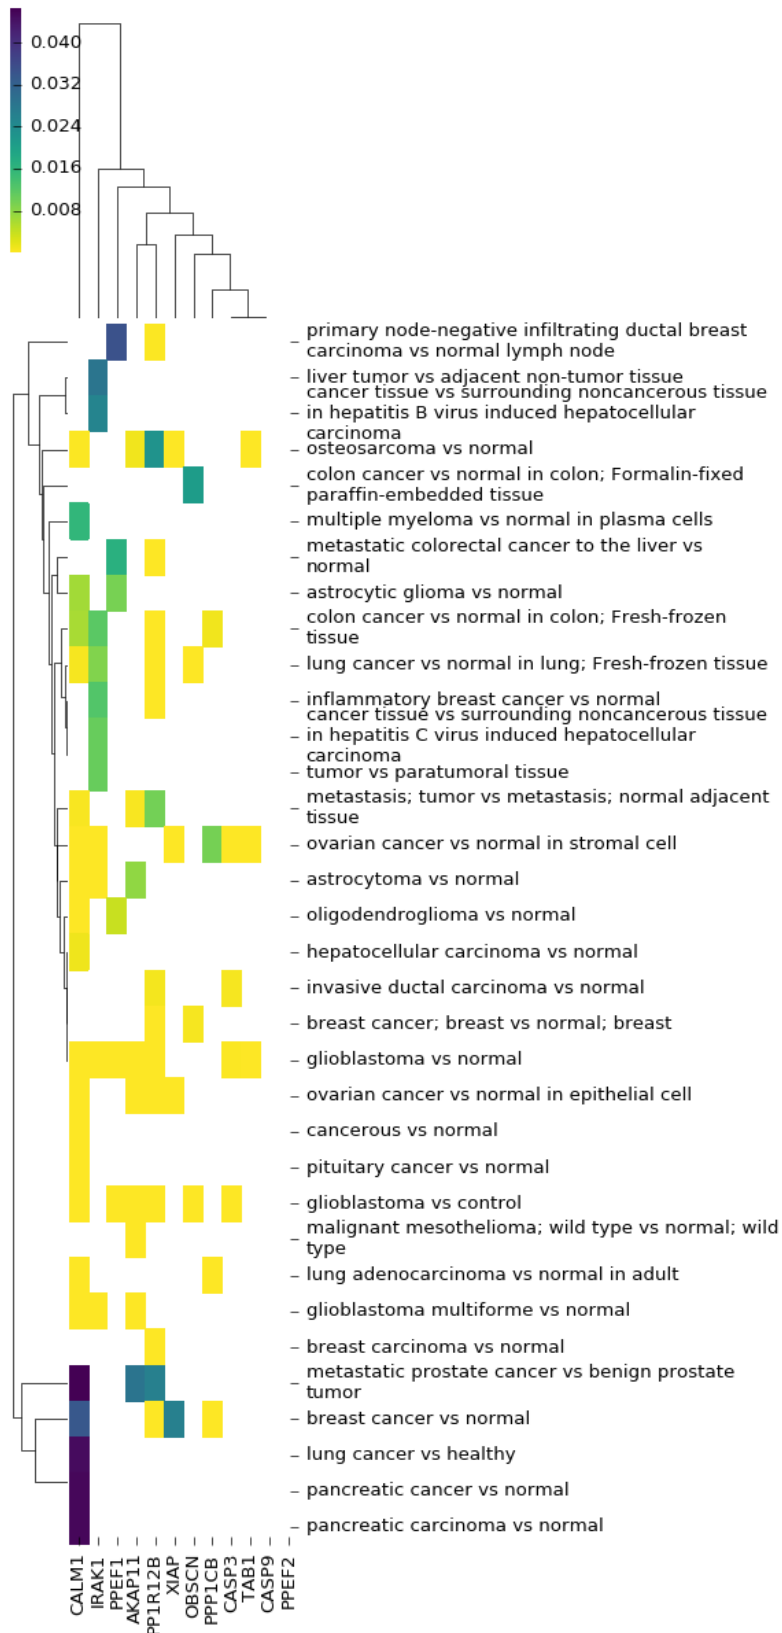 0.040
0.032
0.024
0.016
0.008
primary node-negative infiltrating ductal breast
carcinoma vs normal lymph node
liver tumor vs adjacent non-tumor tissue
cancer tissue vs surrounding noncancerous tissue
in hepatitis B virus induced hepatocellular
carcinoma
osteosarcoma vs normal
colon cancer vs normal in colon; Formalin-fixed
paraffin-embedded tissue
multiple myeloma vs normal in plasma cells
metastatic colorectal cancer to the liver vs
normal
astrocytic glioma vs normal
colon cancer vs normal in colon; Fresh-frozen
tissue
lung cancer vs normal in lung; Fresh-frozen tissue
inflammatory breast cancer vs normal
cancer tissue vs surrounding noncancerous tissue
in hepatitis C virus induced hepatocellular
carcinoma
tumor vs paratumoral tissue
metastasis; tumor vs metastasis; normal adjacent
tissue
ovarian cancer vs normal in stromal cell
astrocytoma vs normal
oligodendroglioma vs normal
hepatocellular carcinoma vs normal
invasive ductal carcinoma vs normal
breast cancer; breast vs normal; breast
glioblastoma vs normal
ovarian cancer vs normal in epithelial cell
cancerous vs normal
pituitary cancer vs normal
glioblastoma vs control
malignant mesothelioma; wild type vs normal; wild
type
lung adenocarcinoma vs normal in adult
glioblastoma multiforme vs normal
breast carcinoma vs normal
metastatic prostate cancer vs benign prostate
tumor
breast cancer vs normal
lung cancer vs healthy
pancreatic cancer vs normal
pancreatic carcinoma vs normal
CALM1
IRAK1
PPEF1
AKAP11
PP1R12B
XIAP
OBSCN
PPP1CB
CASP3
TAB1
CASP9
PPEF2